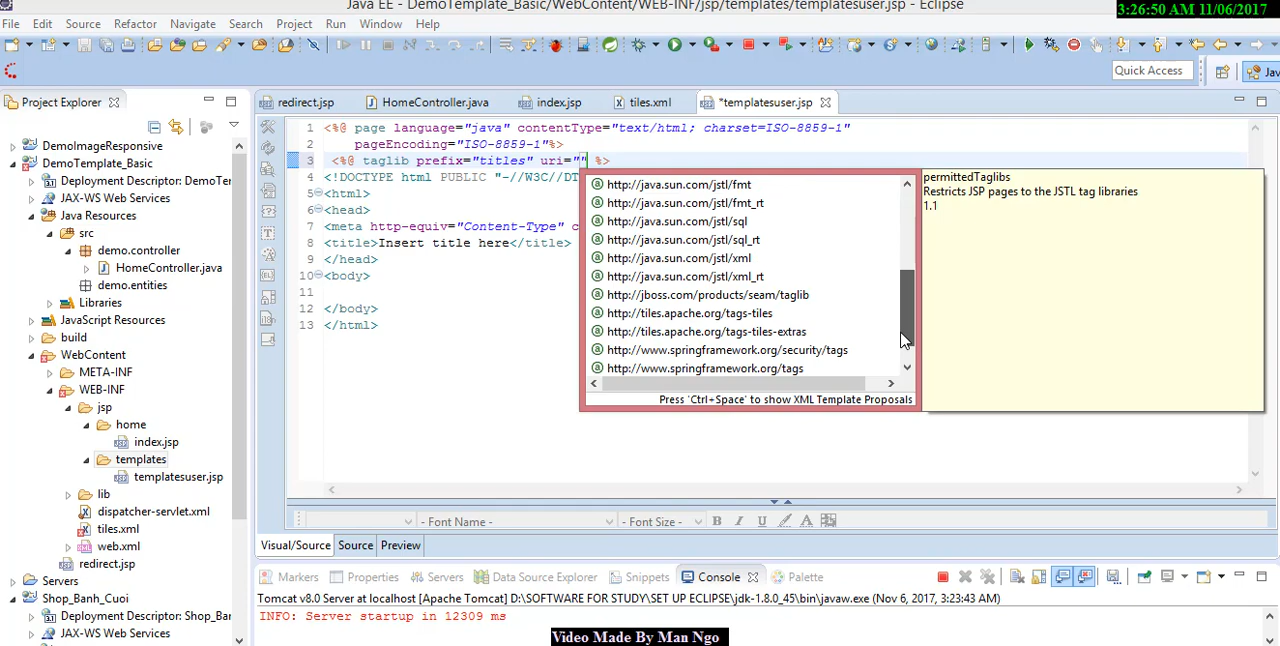 Java EE - DemoTemplate_Basic/WebContent/WEB-INF/jsp/templates/templatesuser.jsp - Eclipse
3:26:50 AM 11/06/2017
File Edit Source Refactor Navigate Search Project Run Window Help
Quick Access
Project Explorer
redirect.jsp HomeController.java index.jsp tiles.xml *templatesuser.jsp
DemoImageResponsive
DemoTemplate_Basic
Deployment Descriptor: DemoTer
JAX-WS Web Services
Java Resources
src
demo.controller
HomeController.java
demo.entities
Libraries
JavaScript Resources
build
WebContent
META-INF
WEB-INF
jsp
home
index.jsp
templates
templatesuser.jsp
lib
dispatcher-servlet.xml
tiles.xml
web.xml
redirect.jsp
Servers
Shop_Banh_Cuoi
Deployment Descriptor: Shop_Bar
JAX-WS Web Services
1 <%@ page language="java" contentType="text/html; charset=ISO-8859-1"
2 pageEncoding="ISO-8859-1"%>
3 <%@ taglib prefix="titles" uri="" %>
4 <!DOCTYPE html PUBLIC "-//W3C//DT
5 <html>
6 <head>
7 <meta http-equiv="Content-Type" c
8 <title>Insert title here</title>
9 </head>
10 <body>
11
12 </body>
13 </html>
http://java.sun.com/jstl/fmt
http://java.sun.com/jstl/fmt_rt
http://java.sun.com/jstl/sql
http://java.sun.com/jstl/sql_rt
http://java.sun.com/jstl/xml
http://java.sun.com/jstl/xml_rt
http://jboss.com/products/seam/taglib
http://tiles.apache.org/tags-tiles
http://tiles.apache.org/tags-tiles-extras
http://www.springframework.org/security/tags
http://www.springframework.org/tags
Press 'Ctrl+Space' to show XML Template Proposals
permittedTaglibs
Restricts JSP pages to the JSTL tag libraries
1.1
- Font Name - - Font Size - B I U A
Visual/Source Source Preview
Markers Properties Servers Data Source Explorer Snippets Console Palette
Tomcat v8.0 Server at localhost [Apache Tomcat] D:\SOFTWARE FOR STUDY\SET UP ECLIPSE\jdk-1.8.0_45\bin\javaw.exe (Nov 6, 2017, 3:23:43 AM)
INFO: Server startup in 12309 ms
Video Made By Man Ngo